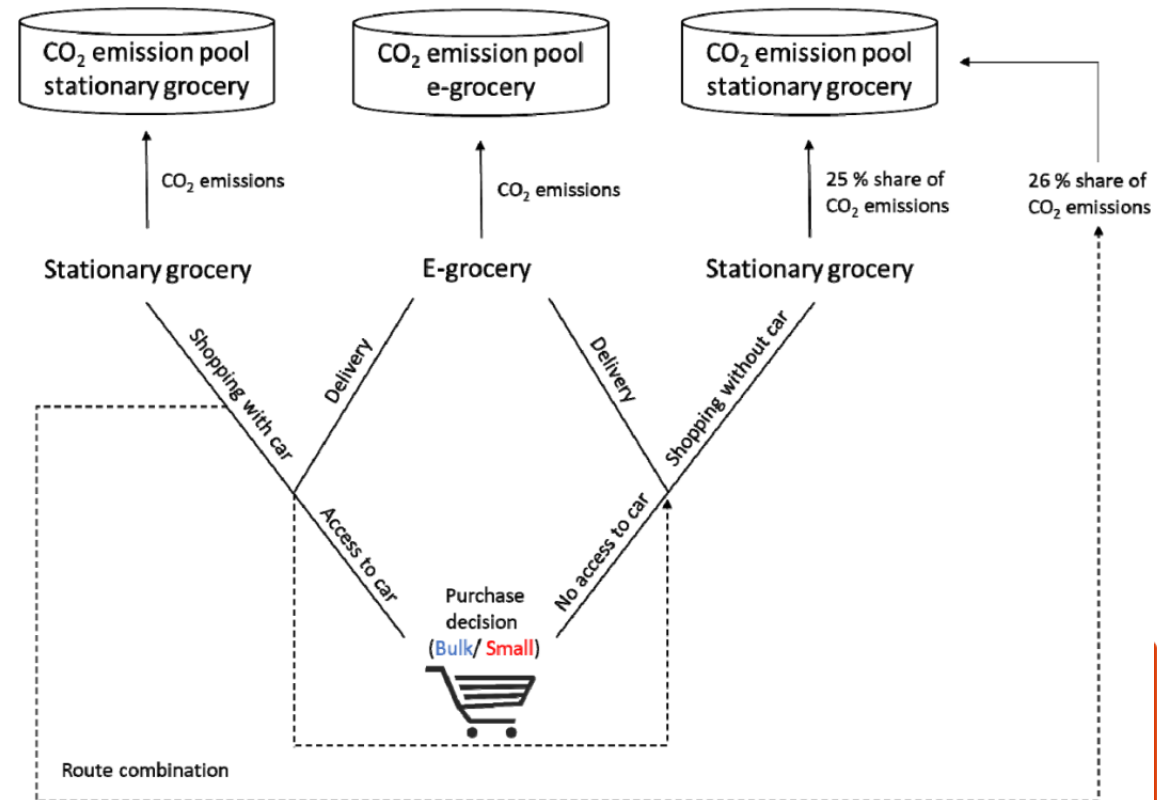 CO₂ emission pool
stationary grocery
CO₂ emission pool
e-grocery
CO₂ emission pool
stationary grocery
CO₂ emissions
CO₂ emissions
25 % share of
CO₂ emissions
26 % share of
CO₂ emissions
Stationary grocery
E-grocery
Stationary grocery
Shopping with car
Delivery
Delivery
Shopping without car
Access to car
No access to car
Purchase
decision
(Bulk/ Small)
Route combination